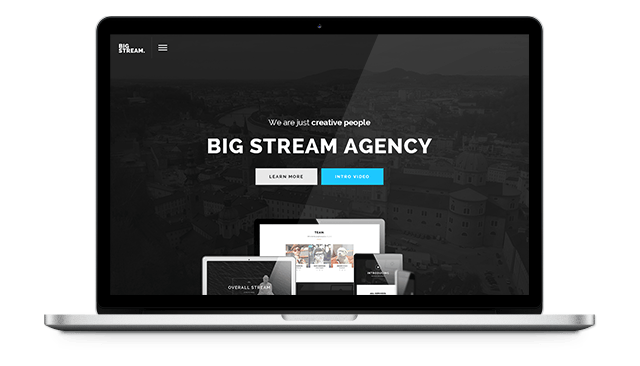 BIG
STREAM.
We are just creative people
BIG STREAM AGENCY
LEARN MORE
INTRO VIDEO
TEAM
INTRODUCING
OVERALL STREAM